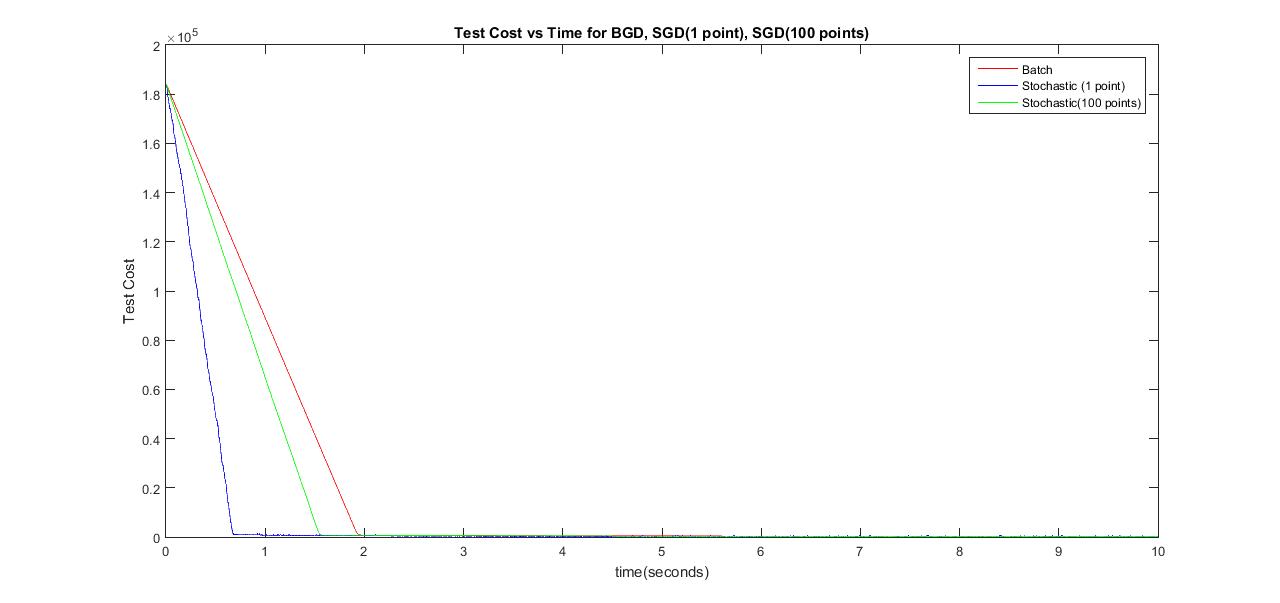 Test Cost vs Time for BGD, SGD(1 point), SGD(100 points)
×10^5
Batch
Stochastic (1 point)
Stochastic(100 points)
2
1.8
1.6
1.4
1.2
1
0.8
0.6
0.4
0.2
0
Test Cost
0 1 2 3 4 5 6 7 8 9 10
time(seconds)